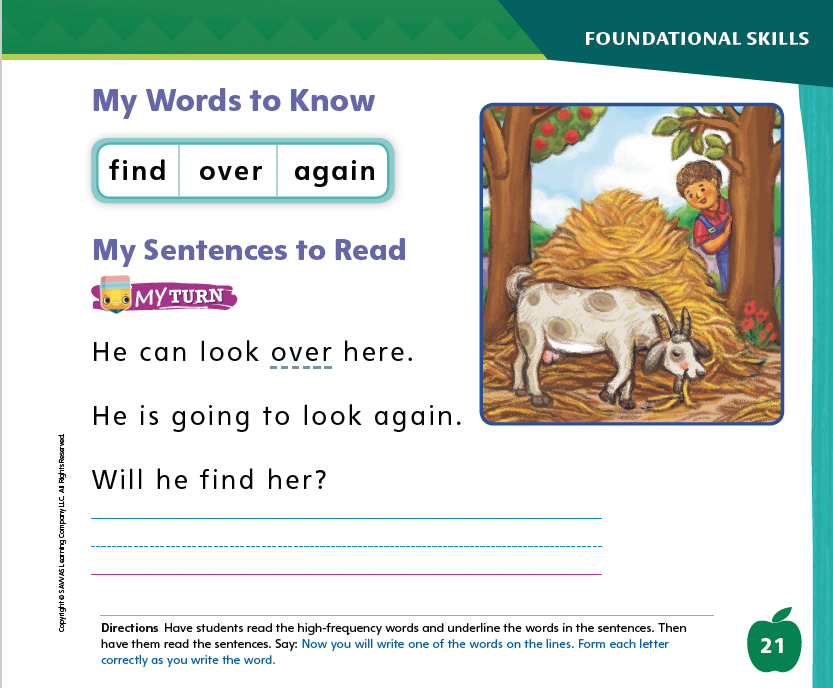 FOUNDATIONAL SKILLS
My Words to Know
find over again
My Sentences to Read
MY TURN
He can look over here.
He is going to look again.
Will he find her?
Copyright © SAVVAS Learning Company LLC. All Rights Reserved.
Directions Have students read the high-frequency words and underline the words in the sentences. Then
have them read the sentences. Say: Now you will write one of the words on the lines. Form each letter
correctly as you write the word.
21